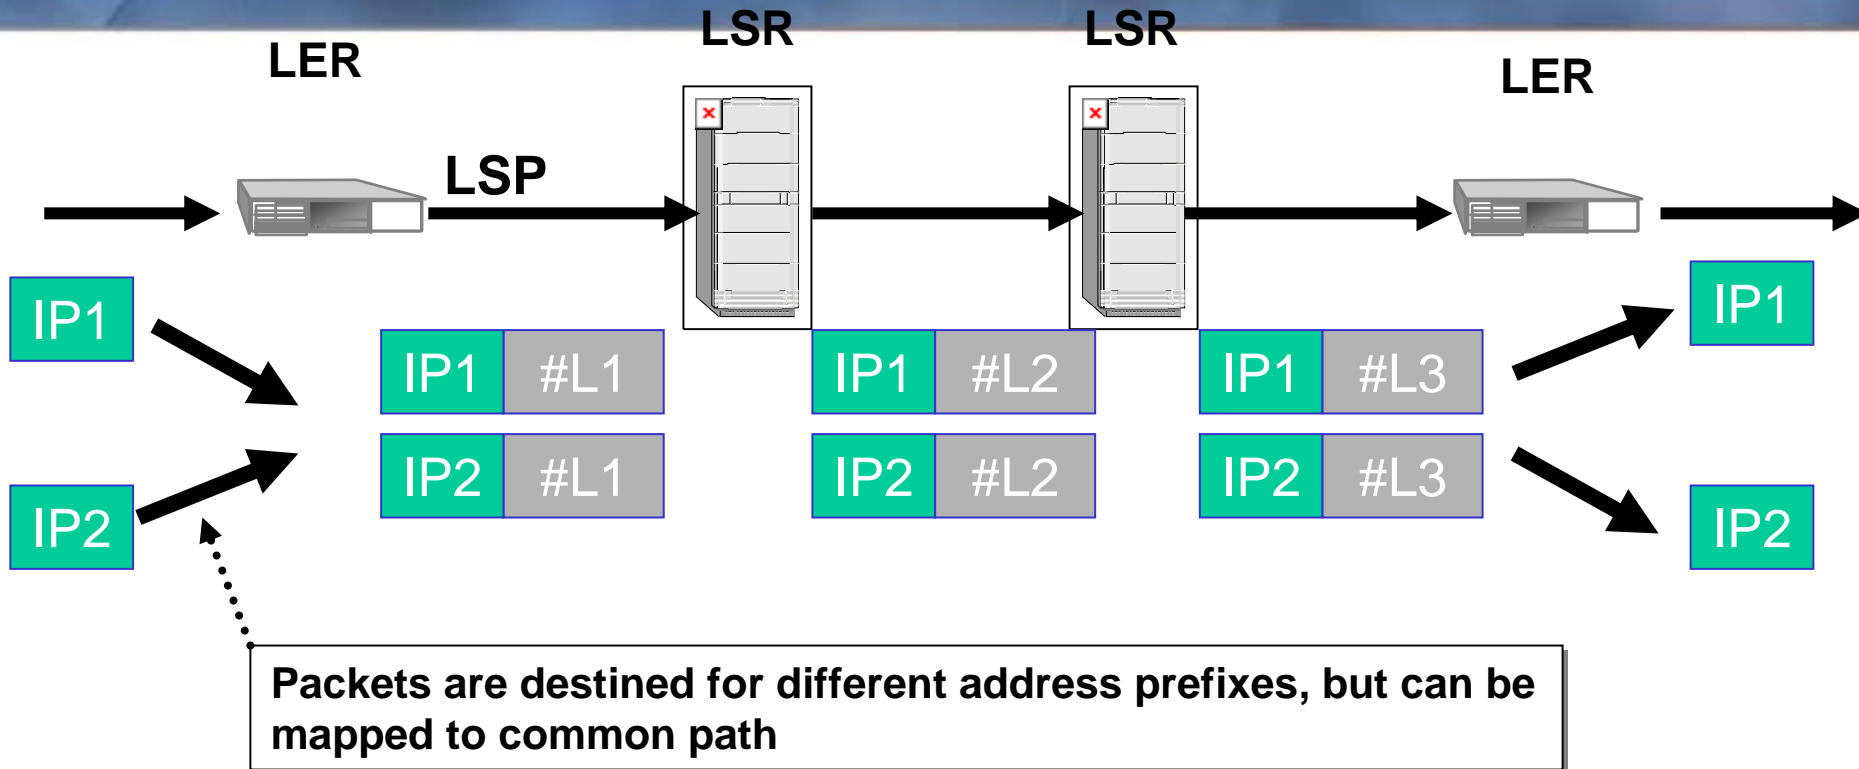 LSR
LSR
LER
LER
LSP
IP1
IP1
IP1 #L1
IP1 #L2
IP1 #L3
IP2 #L1
IP2 #L2
IP2 #L3
IP2
IP2
Packets are destined for different address prefixes, but can be
mapped to common path